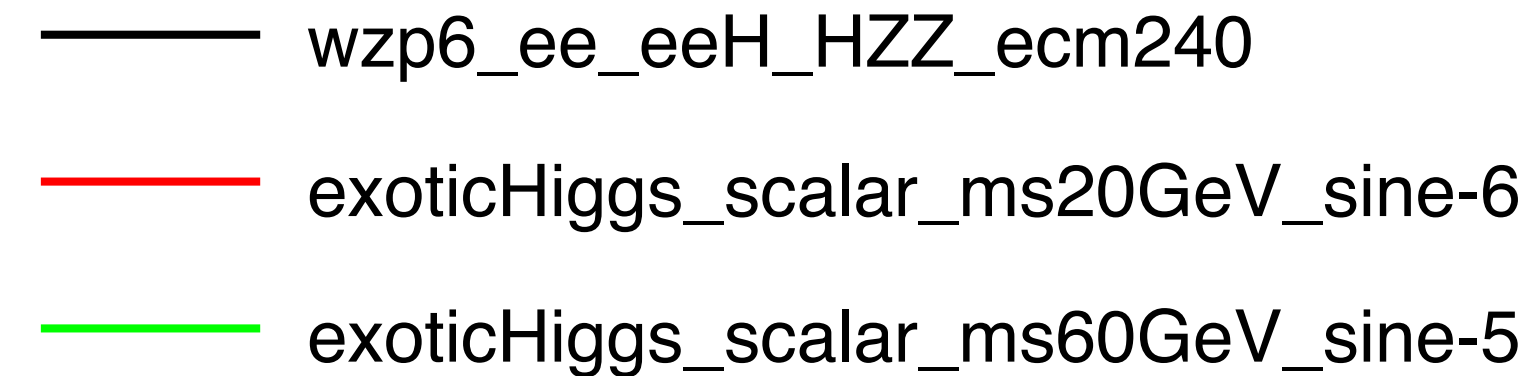 wzp6_ee_eeH_HZZ_ecm240
exoticHiggs_scalar_ms20GeV_sine-6
exoticHiggs_scalar_ms60GeV_sine-5